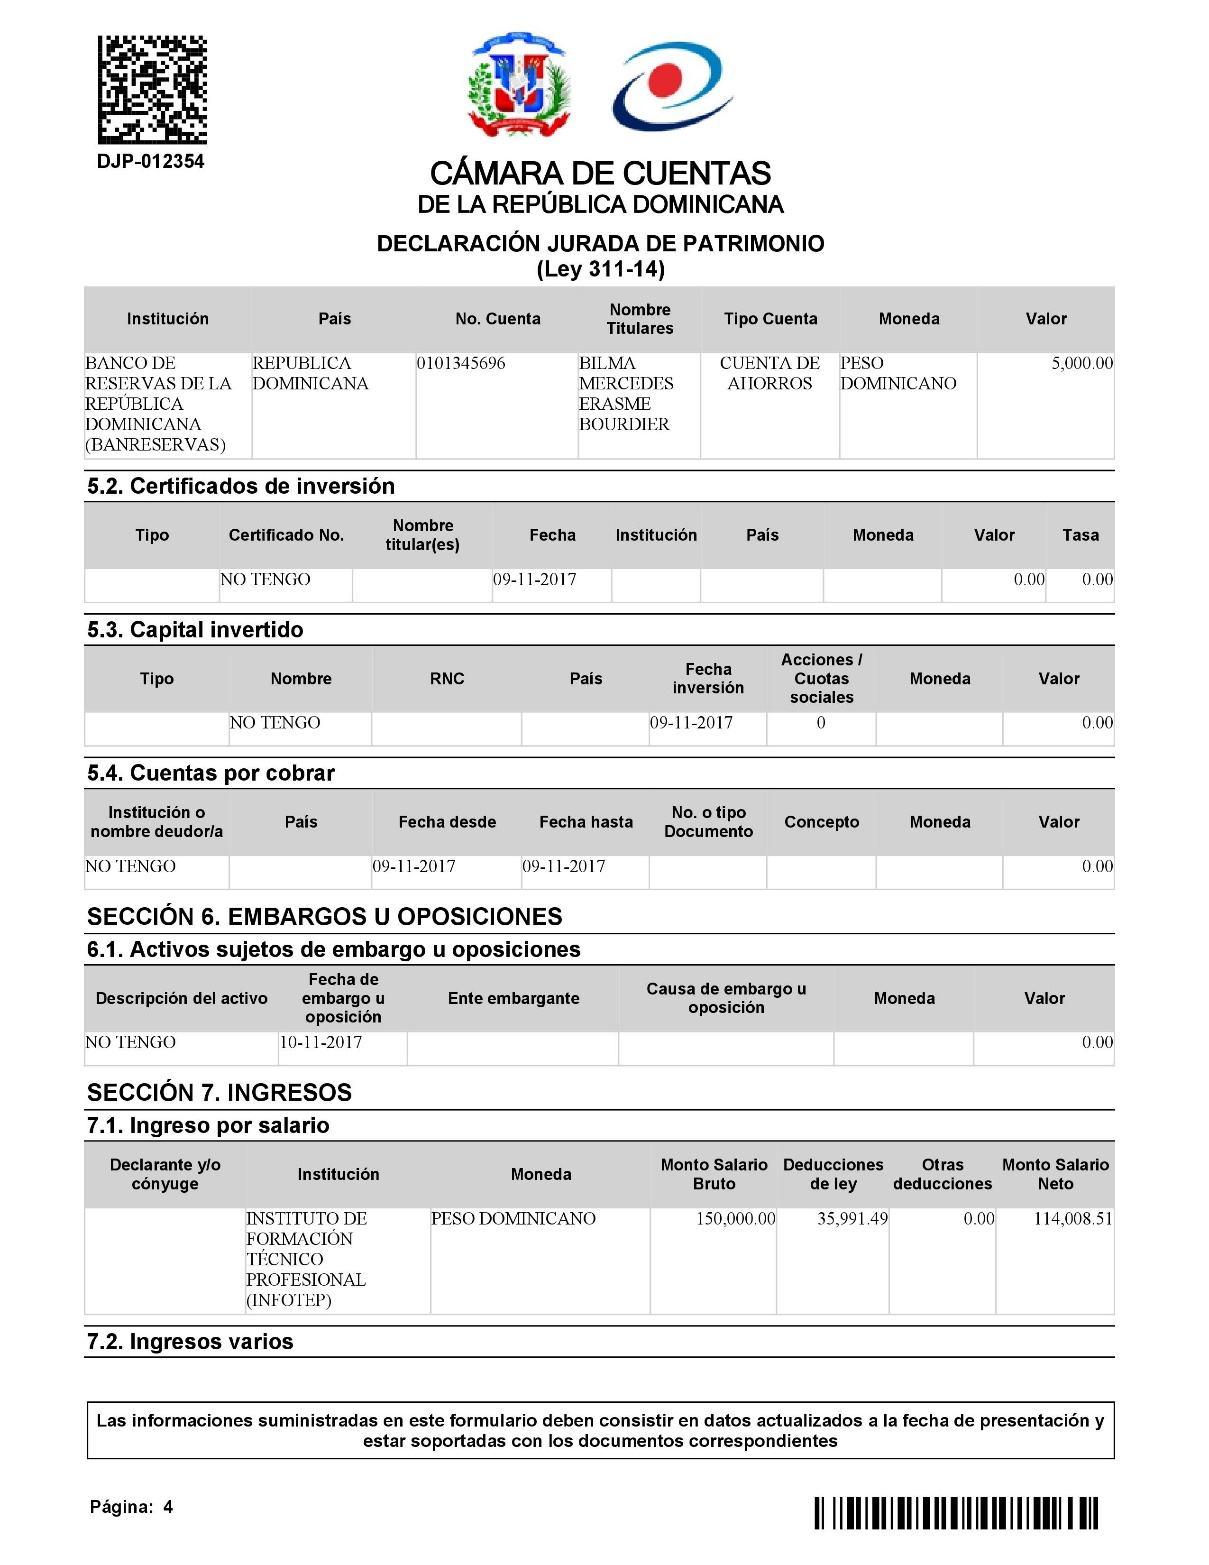 DJP-012354
CÁMARA DE CUENTAS
DE LA REPÚBLICA DOMINICANA
DECLARACIÓN JURADA DE PATRIMONIO
(Ley 311-14)
Institución País No. Cuenta Nombre Titulares Tipo Cuenta Moneda Valor
BANCO DE REPUBLICA 0101345696 BILMA CUENTA DE PESO 5,000.00
RESERVAS DE LA DOMINICANA MERCEDES AHORROS DOMINICANO
REPÚBLICA ERASME
DOMINICANA BOURDIER
(BANRESERVAS)
5.2. Certificados de inversión
Tipo Certificado No. Nombre titular(es) Fecha Institución País Moneda Valor Tasa
NO TENGO 09-11-2017 0.00 0.00
5.3. Capital invertido
Tipo Nombre RNC País Fecha inversión Acciones / Cuotas sociales Moneda Valor
NO TENGO 09-11-2017 0 0.00
5.4. Cuentas por cobrar
Institución o nombre deudor/a País Fecha desde Fecha hasta No. o tipo Documento Concepto Moneda Valor
NO TENGO 09-11-2017 09-11-2017 0.00
SECCIÓN 6. EMBARGOS U OPOSICIONES
6.1. Activos sujetos de embargo u oposiciones
Descripción del activo Fecha de embargo u oposición Ente embargante Causa de embargo u oposición Moneda Valor
NO TENGO 10-11-2017 0.00
SECCIÓN 7. INGRESOS
7.1. Ingreso por salario
Declarante y/o cónyuge Institución Moneda Monto Salario Bruto Deducciones de ley Otras deducciones Monto Salario Neto
INSTITUTO DE PESO DOMINICANO 150,000.00 35,991.49 0.00 114,008.51
FORMACIÓN
TÉCNICO
PROFESIONAL
(INFOTEP)
7.2. Ingresos varios
Las informaciones suministradas en este formulario deben consistir en datos actualizados a la fecha de presentación y
estar soportadas con los documentos correspondientes
Página: 4